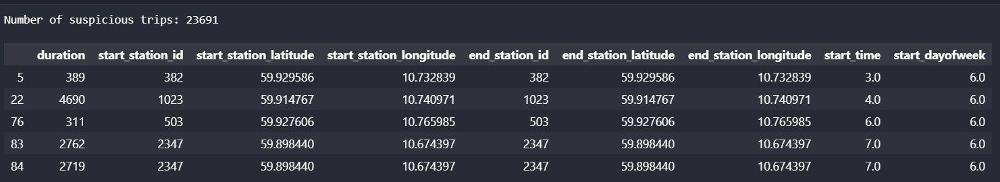 Number of suspicious trips: 23691
duration start_station_id start_station_latitude start_station_longitude end_station_id end_station_latitude end_station_longitude start_time start_dayofweek
5 389 382 59.929586 10.732839 382 59.929586 10.732839 3.0 6.0
22 4690 1023 59.914767 10.740971 1023 59.914767 10.740971 4.0 6.0
76 311 503 59.927606 10.765985 503 59.927606 10.765985 6.0 6.0
83 2762 2347 59.898440 10.674397 2347 59.898440 10.674397 7.0 6.0
84 2719 2347 59.898440 10.674397 2347 59.898440 10.674397 7.0 6.0